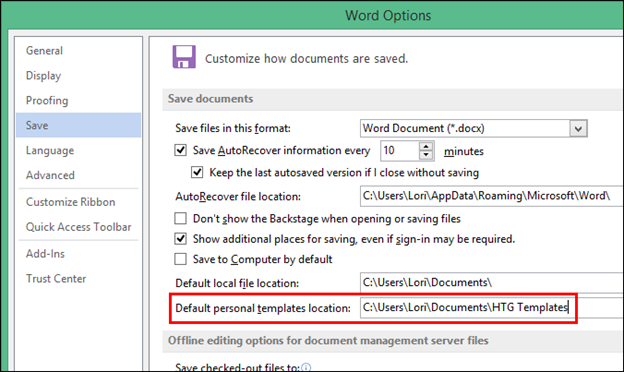 Word Options
General
Display
Proofing
Save
Language
Advanced
Customize Ribbon
Quick Access Toolbar
Add-Ins
Trust Center
Customize how documents are saved.
Save documents
Save files in this format: Word Document (*.docx)
Save AutoRecover information every 10 minutes
Keep the last autosaved version if I close without saving
AutoRecover file location: C:\Users\Lori\AppData\Roaming\Microsoft\Word\
Don't show the Backstage when opening or saving files
Show additional places for saving, even if sign-in may be required.
Save to Computer by default
Default local file location: C:\Users\Lori\Documents\
Default personal templates location: C:\Users\Lori\Documents\HTG Templates
Offline editing options for document management server files
Save checked-out files to: